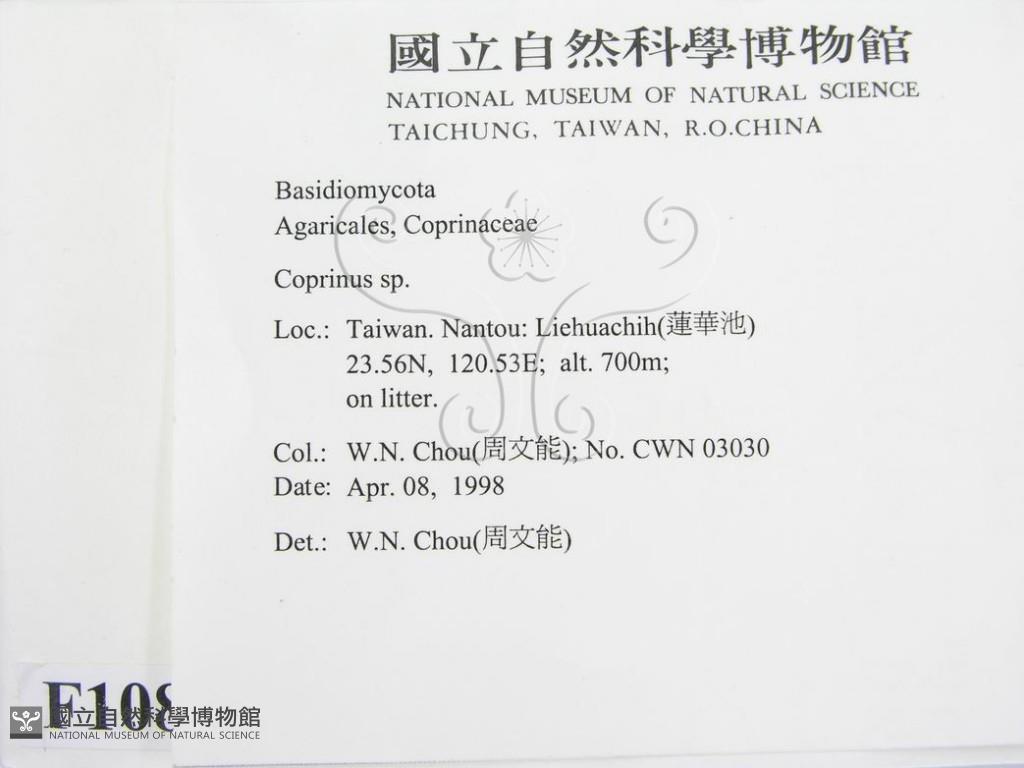 國立自然科學博物館
NATIONAL MUSEUM OF NATURAL SCIENCE
TAICHUNG, TAIWAN, R.O.CHINA
Basidiomycota
Agaricales, Coprinaceae
Coprinus sp.
Loc.: Taiwan. Nantou: Liehuachih(蓮華池)
23.56N, 120.53E; alt. 700m;
on litter.
Col.: W.N. Chou(周文能); No. CWN 03030
Date: Apr. 08, 1998
Det.: W.N. Chou(周文能)
F108
國立自然科學博物館
NATIONAL MUSEUM OF NATURAL SCIENCE